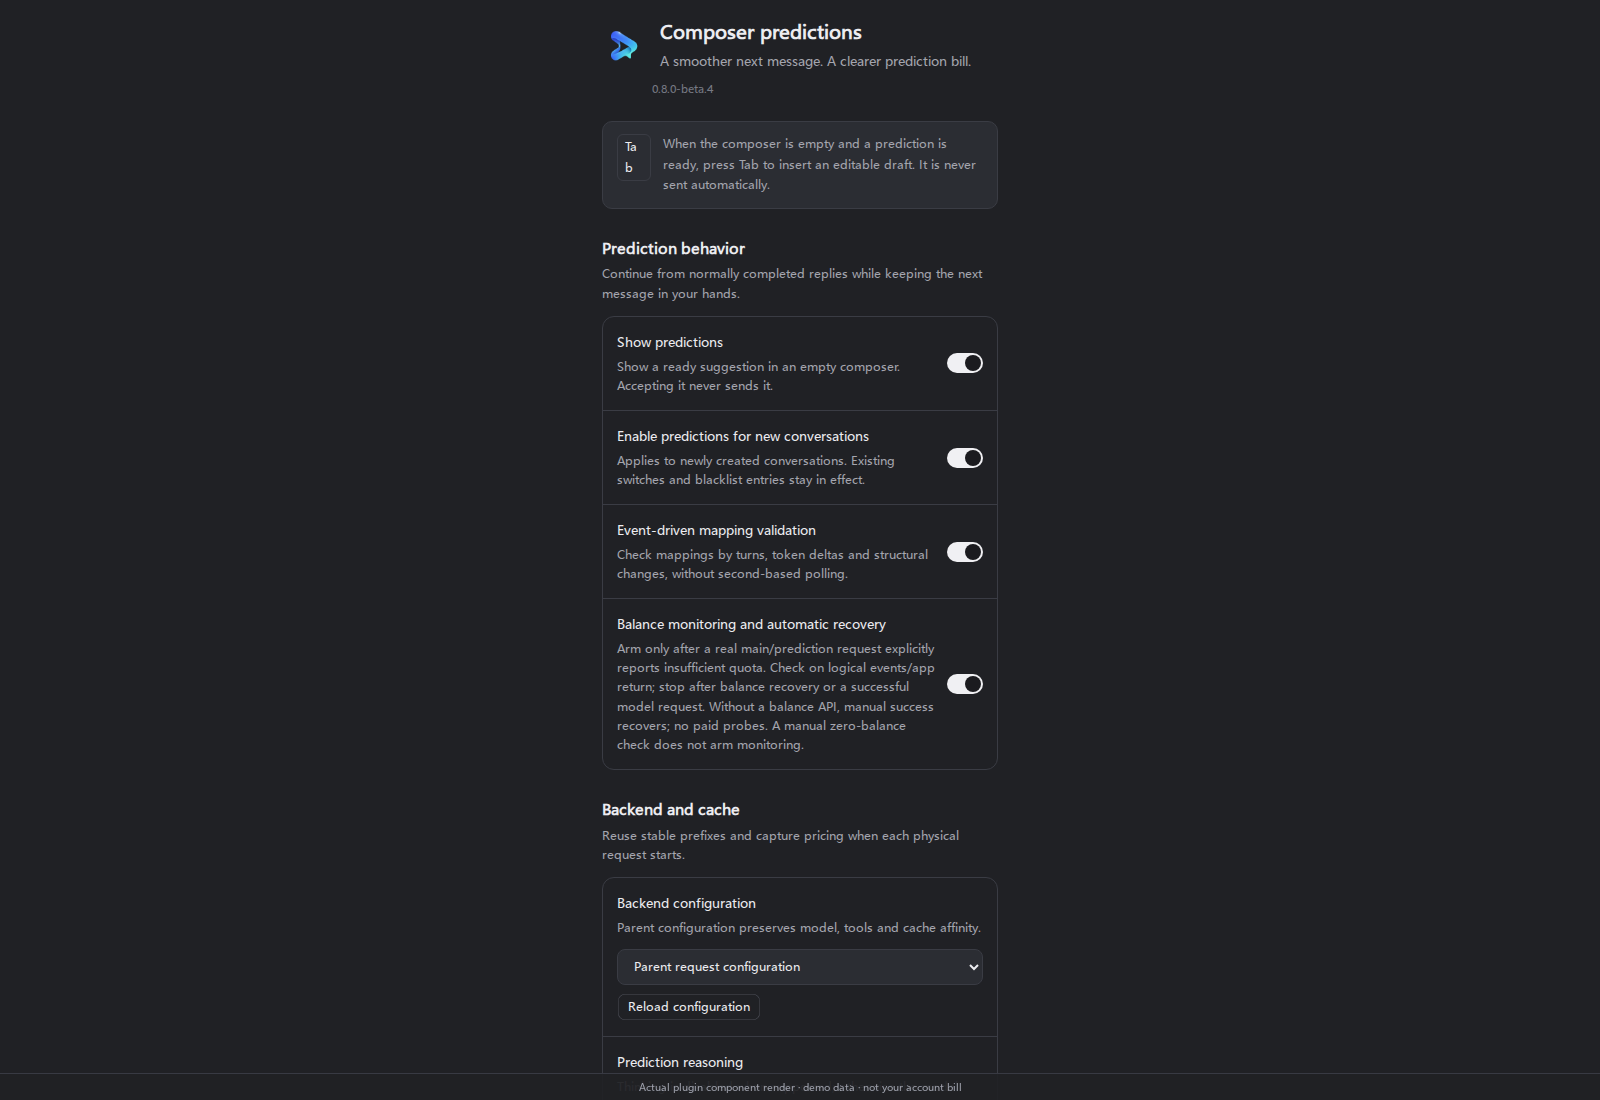 Composer predictions
A smoother next message. A clearer prediction bill.
0.8.0-beta.4
Ta
b
When the composer is empty and a prediction is
ready, press Tab to insert an editable draft. It is never
sent automatically.
Prediction behavior
Continue from normally completed replies while keeping the next
message in your hands.
Show predictions
Show a ready suggestion in an empty composer.
Accepting it never sends it.
Enable predictions for new conversations
Applies to newly created conversations. Existing
switches and blacklist entries stay in effect.
Event-driven mapping validation
Check mappings by turns, token deltas and structural
changes, without second-based polling.
Balance monitoring and automatic recovery
Arm only after a real main/prediction request explicitly
reports insufficient quota. Check on logical events/app
return; stop after balance recovery or a successful
model request. Without a balance API, manual success
recovers; no paid probes. A manual zero-balance
check does not arm monitoring.
Backend and cache
Reuse stable prefixes and capture pricing when each physical
request starts.
Backend configuration
Parent configuration preserves model, tools and cache affinity.
Parent request configuration
Reload configuration
Prediction reasoning
Actual plugin component render · demo data · not your account bill